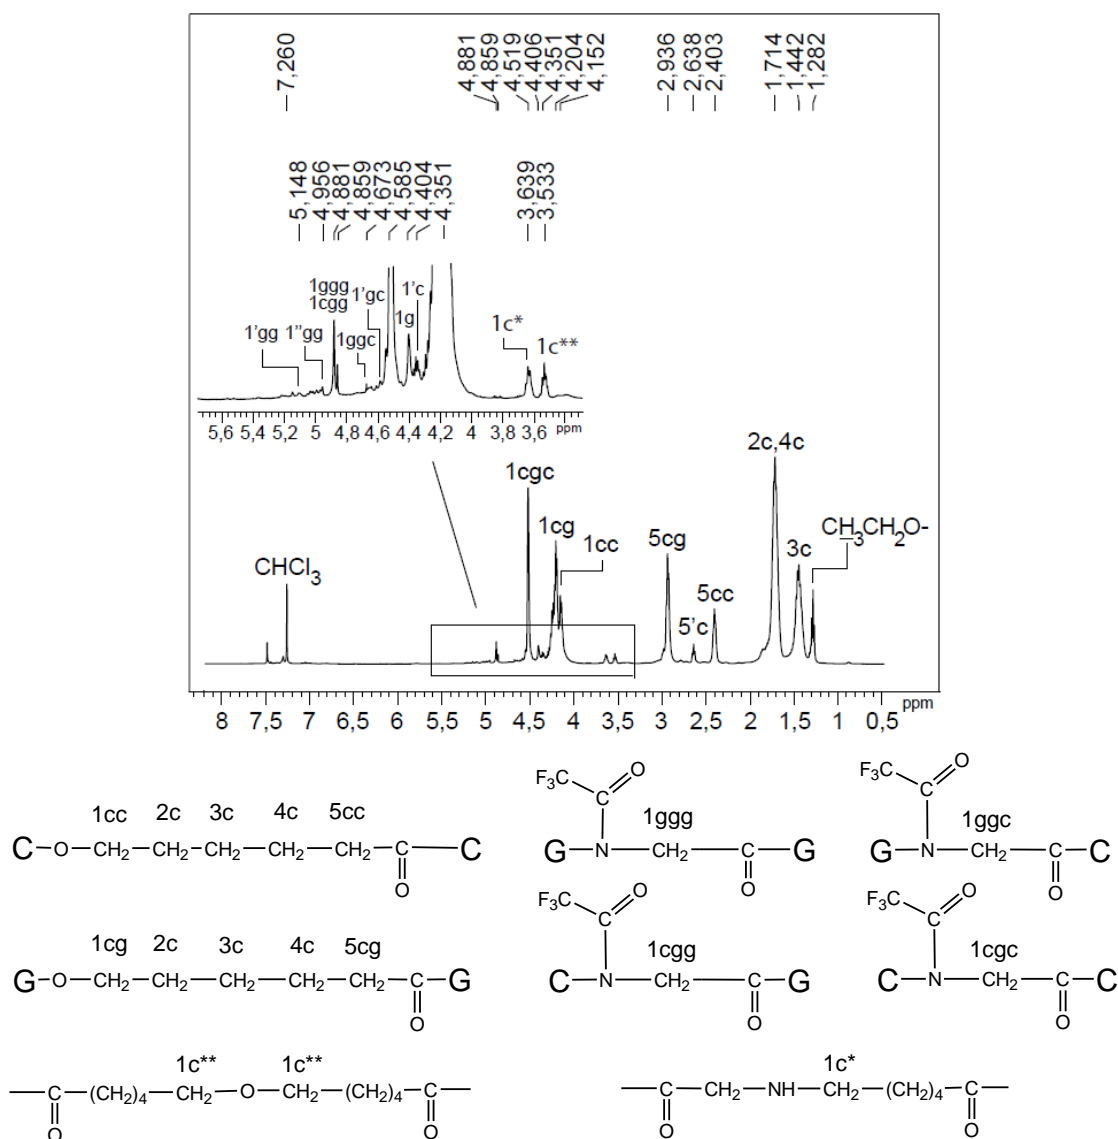 7,260
4,881
4,859
4,519
4,406
4,351
4,204
4,152
2,936
2,638
2,403
1,714
1,442
1,282
5,148
4,956
4,881
4,859
4,673
4,585
4,404
4,351
3,639
3,533
1ggg
1cgg
1'gc
1'c
1'gg
1''gg
1ggc
1g
1c*
1c**
5,6 5,4 5,2 5 4,8 4,6 4,4 4,2 4 3,8 3,6 ppm
2c,4c
1cgc
CH3CH2O-
1cg
1cc
5cg
3c
CHCl3
5cc
5'c
8 7,5 7 6,5 6 5,5 5 4,5 4 3,5 3 2,5 2 1,5 1 0,5 ppm
1cc 2c 3c 4c 5cc
C-O-CH2-CH2-CH2-CH2-CH2-C-C
O
F3C C O
1ggg
G-N-CH2-C-G
O
F3C C O
1ggc
G-N-CH2-C-C
O
1cg 2c 3c 4c 5cg
G-O-CH2-CH2-CH2-CH2-CH2-C-G
O
F3C C O
1cgg
C-N-CH2-C-G
O
F3C C O
1cgc
C-N-CH2-C-C
O
1c** 1c**
-C-(CH2)4-CH2-O-CH2-(CH2)4-C-
O O
1c*
-C-CH2-NH-CH2-(CH2)4-C-
O O